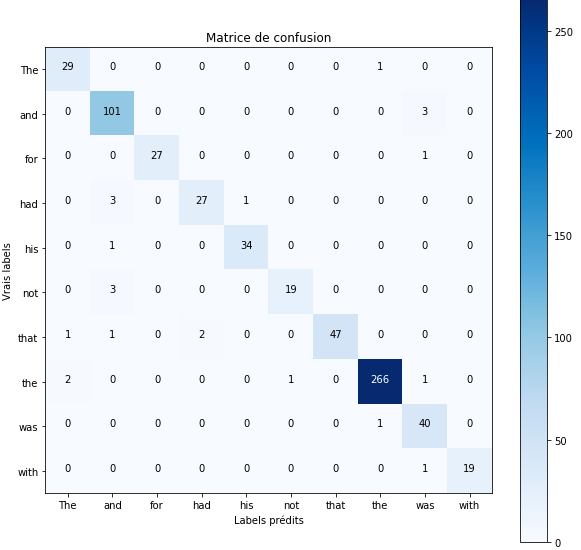 Matrice de confusion
The 29 0 0 0 0 0 0 1 0 0
and 0 101 0 0 0 0 0 0 3 0
for 0 0 27 0 0 0 0 0 1 0
had 0 3 0 27 1 0 0 0 0 0
his 0 1 0 0 34 0 0 0 0 0
not 0 3 0 0 0 19 0 0 0 0
that 1 1 0 2 0 0 47 0 0 0
the 2 0 0 0 0 1 0 266 1 0
was 0 0 0 0 0 0 0 1 40 0
with 0 0 0 0 0 0 0 0 1 19
The and for had his not that the was with
Labels prédits
Vrais labels
250
200
150
100
50
0